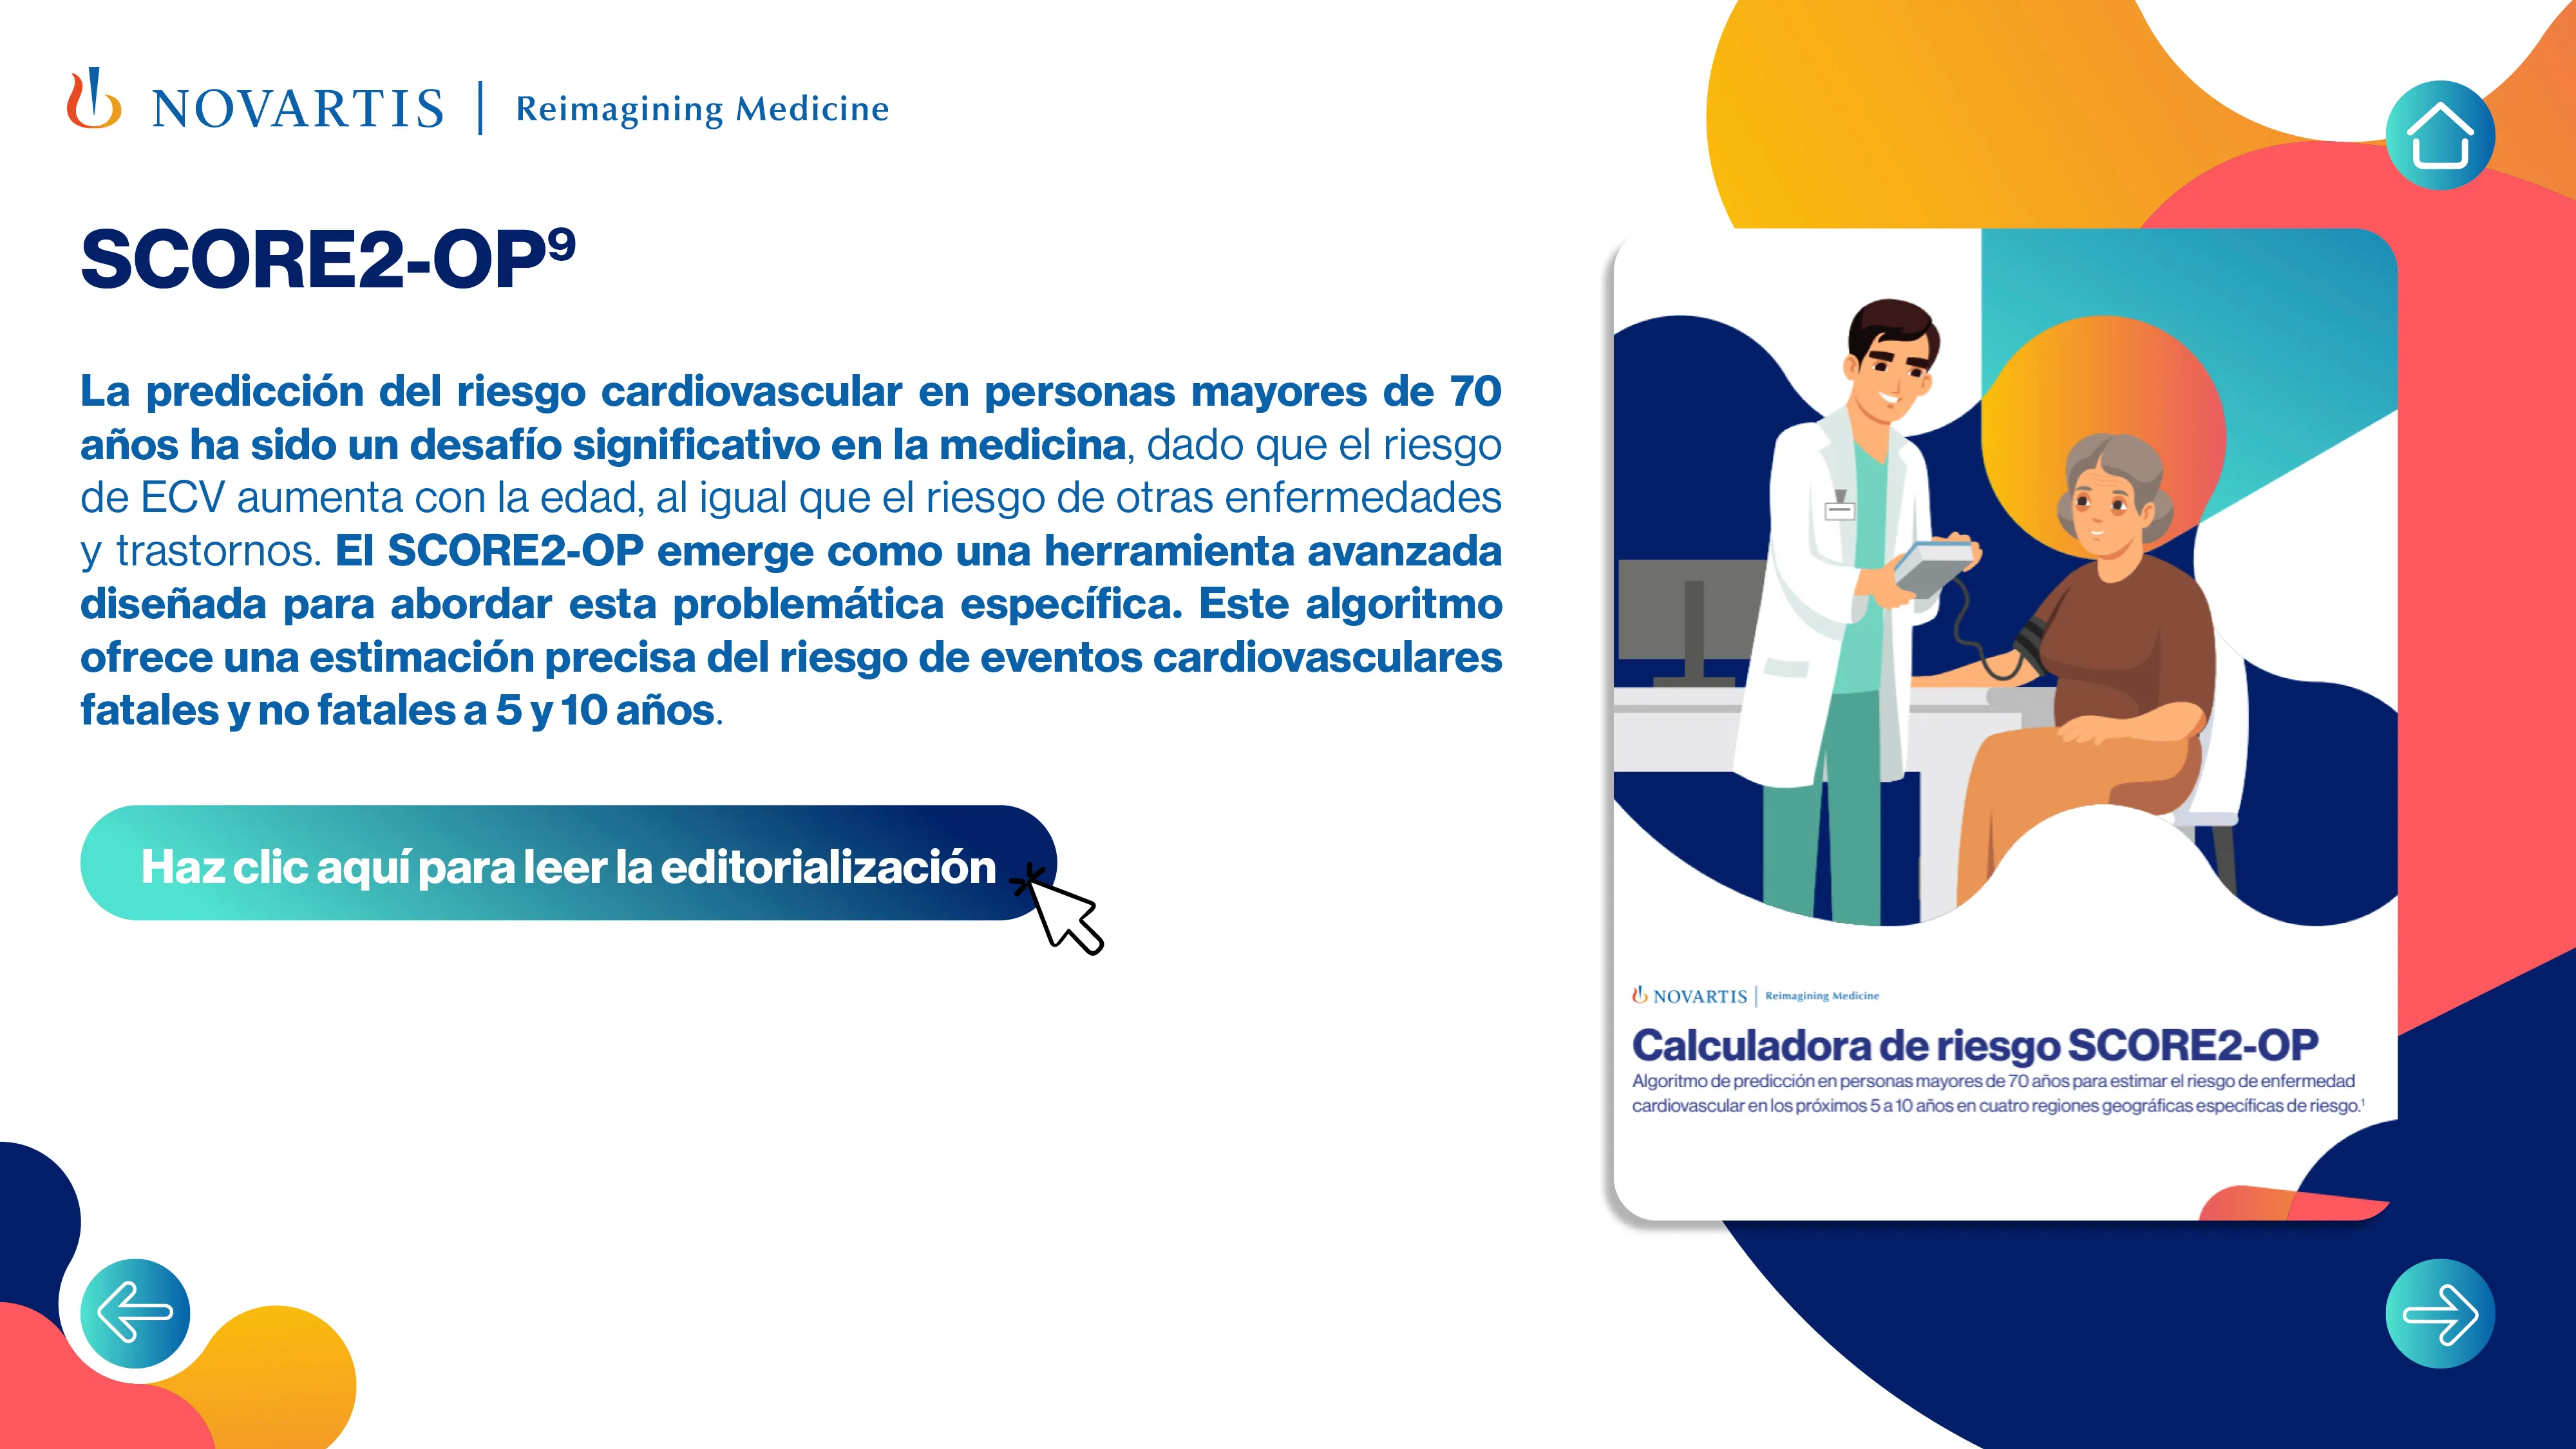 NOVARTIS | Reimagining Medicine
SCORE2-OP⁹
La predicción del riesgo cardiovascular en personas mayores de 70
años ha sido un desafío significativo en la medicina, dado que el riesgo
de ECV aumenta con la edad, al igual que el riesgo de otras enfermedades
y trastornos. El SCORE2-OP emerge como una herramienta avanzada
diseñada para abordar esta problemática específica. Este algoritmo
ofrece una estimación precisa del riesgo de eventos cardiovasculares
fatales y no fatales a 5 y 10 años.
Haz clic aquí para leer la editorialización
NOVARTIS | Reimagining Medicine
Calculadora de riesgo SCORE2-OP
Algoritmo de predicción en personas mayores de 70 años para estimar el riesgo de enfermedad
cardiovascular en los próximos 5 a 10 años en cuatro regiones geográficas específicas de riesgo.¹